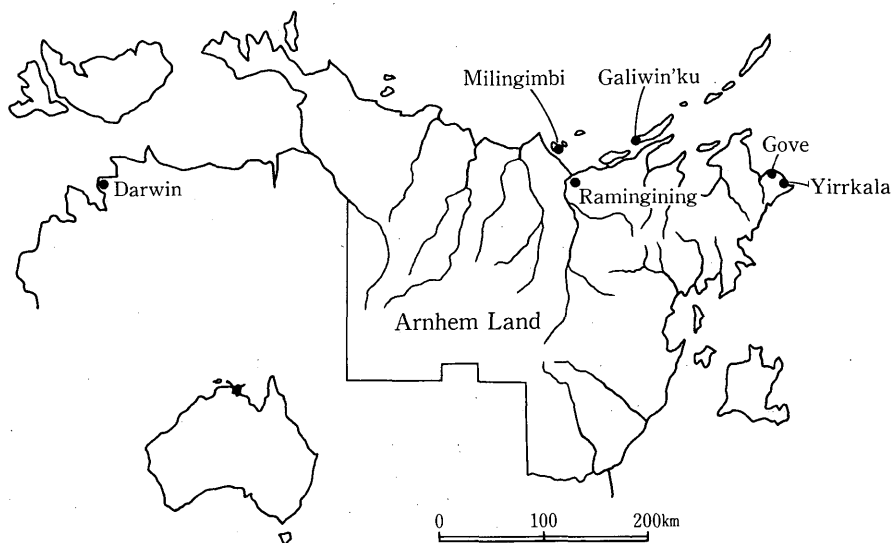 Milingimbi
Galiwin'ku
Gove
Darwin
Ramingining
Yirrkala
Arnhem Land
0 100 200km